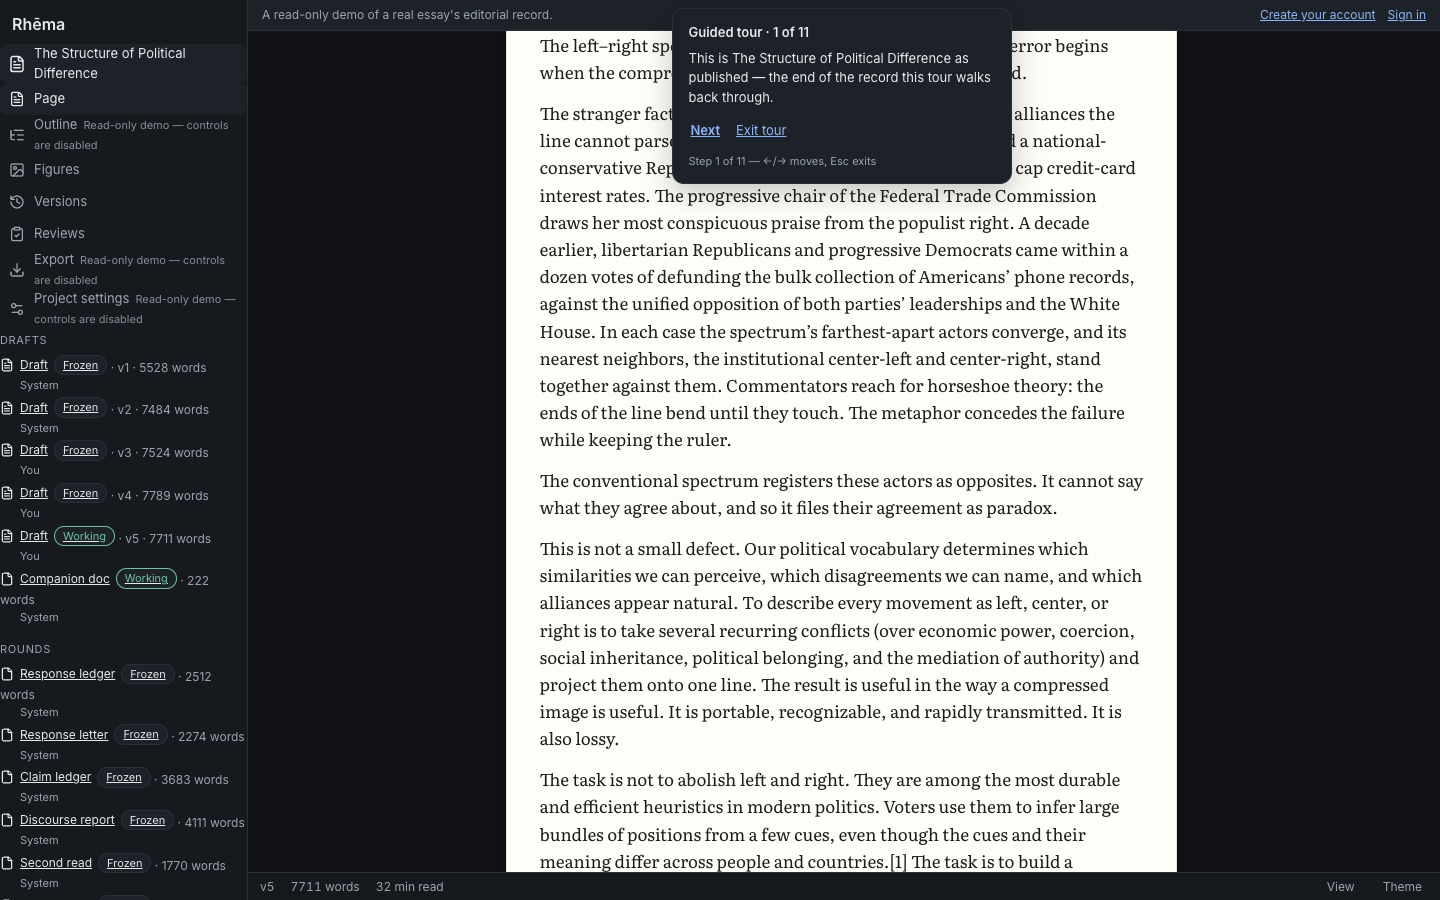 Rhēma
The Structure of Political
Difference
Page
Outline Read-only demo — controls
are disabled
Figures
Versions
Reviews
Export Read-only demo — controls
are disabled
Project settings Read-only demo —
controls are disabled
DRAFTS
Draft Frozen · v1 · 5528 words
System
Draft Frozen · v2 · 7484 words
System
Draft Frozen · v3 · 7524 words
You
Draft Frozen · v4 · 7789 words
You
Draft Working · v5 · 7711 words
You
Companion doc Working · 222
words
System
ROUNDS
Response ledger Frozen · 2512
words
System
Response letter Frozen · 2274 words
System
Claim ledger Frozen · 3683 words
System
Discourse report Frozen · 4111 words
System
Second read Frozen · 1770 words
System
A read-only demo of a real essay's editorial record.
Create your account Sign in
Guided tour · 1 of 11
This is The Structure of Political Difference as
published — the end of the record this tour walks
back through.
Next Exit tour
Step 1 of 11 — ←/→ moves, Esc exits
The left–right spe error begins
when the compr d.
The stranger fact alliances the
line cannot parse d a national-
conservative Rep cap credit-card
interest rates. The progressive chair of the Federal Trade Commission
draws her most conspicuous praise from the populist right. A decade
earlier, libertarian Republicans and progressive Democrats came within a
dozen votes of defunding the bulk collection of Americans’ phone records,
against the unified opposition of both parties’ leaderships and the White
House. In each case the spectrum’s farthest-apart actors converge, and its
nearest neighbors, the institutional center-left and center-right, stand
together against them. Commentators reach for horseshoe theory: the
ends of the line bend until they touch. The metaphor concedes the failure
while keeping the ruler.
The conventional spectrum registers these actors as opposites. It cannot say
what they agree about, and so it files their agreement as paradox.
This is not a small defect. Our political vocabulary determines which
similarities we can perceive, which disagreements we can name, and which
alliances appear natural. To describe every movement as left, center, or
right is to take several recurring conflicts (over economic power, coercion,
social inheritance, political belonging, and the mediation of authority) and
project them onto one line. The result is useful in the way a compressed
image is useful. It is portable, recognizable, and rapidly transmitted. It is
also lossy.
The task is not to abolish left and right. They are among the most durable
and efficient heuristics in modern politics. Voters use them to infer large
bundles of positions from a few cues, even though the cues and their
meaning differ across people and countries.[1] The task is to build a
v5 7711 words 32 min read
View Theme